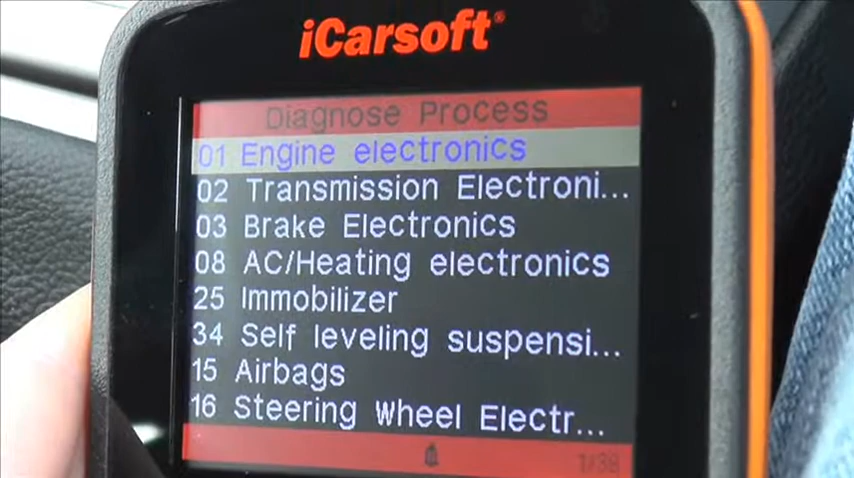 iCarsoft®
Diagnose Process
01 Engine electronics
02 Transmission Electroni...
03 Brake Electronics
08 AC/Heating electronics
25 Immobilizer
34 Self leveling suspensi...
15 Airbags
16 Steering Wheel Electr...
1/38